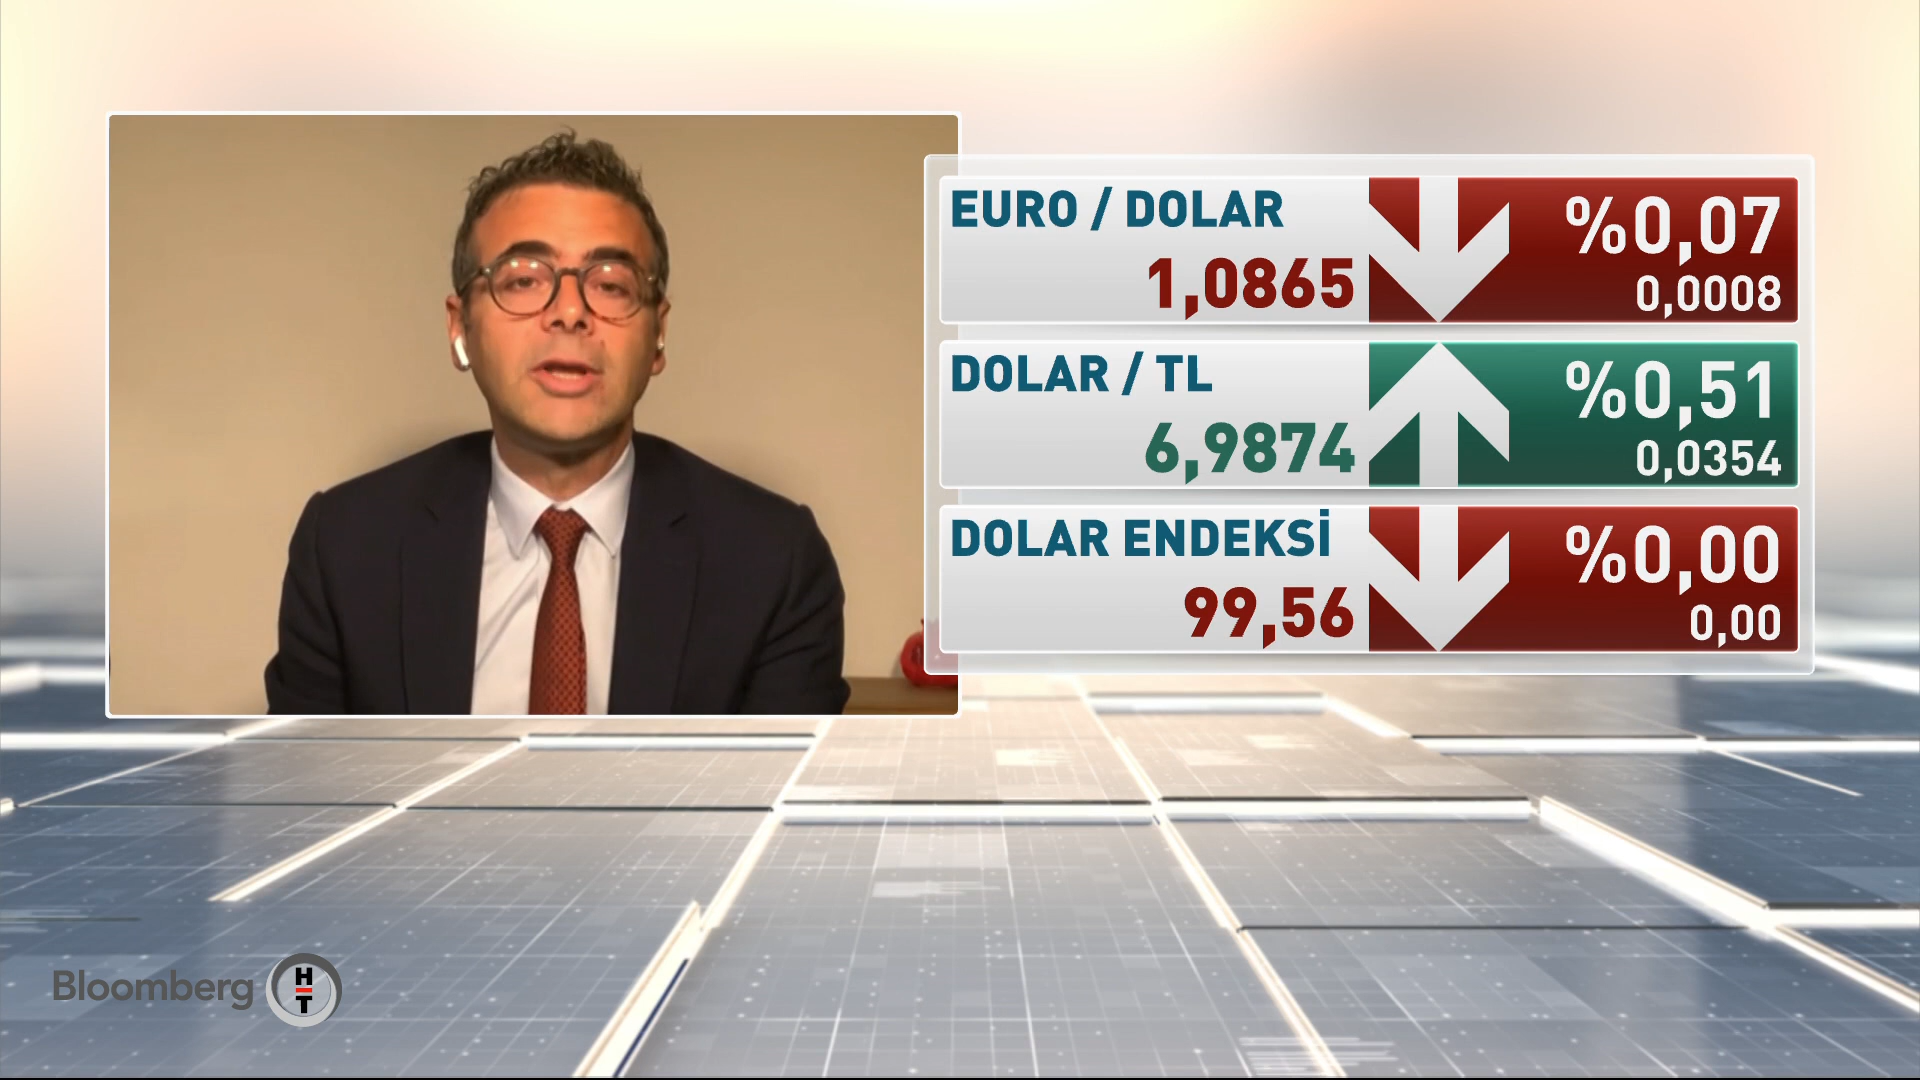 EURO / DOLAR
1,0865
%0,07
0,0008
DOLAR / TL
6,9874
%0,51
0,0354
DOLAR ENDEKSİ
99,56
%0,00
0,00
Bloomberg HT